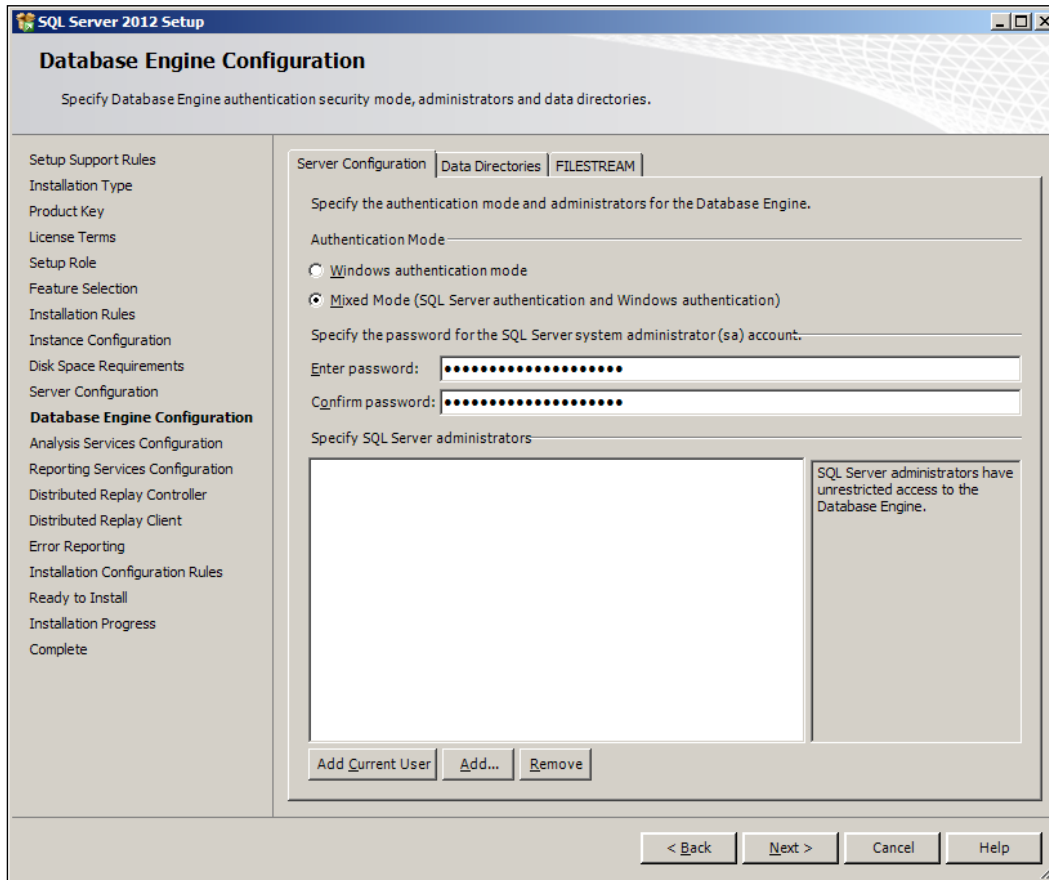 SQL Server 2012 Setup
Database Engine Configuration
Specify Database Engine authentication security mode, administrators and data directories.
Setup Support Rules
Installation Type
Product Key
License Terms
Setup Role
Feature Selection
Installation Rules
Instance Configuration
Disk Space Requirements
Server Configuration
Database Engine Configuration
Analysis Services Configuration
Reporting Services Configuration
Distributed Replay Controller
Distributed Replay Client
Error Reporting
Installation Configuration Rules
Ready to Install
Installation Progress
Complete
Server Configuration Data Directories FILESTREAM
Specify the authentication mode and administrators for the Database Engine.
Authentication Mode
Windows authentication mode
Mixed Mode (SQL Server authentication and Windows authentication)
Specify the password for the SQL Server system administrator (sa) account.
Enter password: ●●●●●●●●●●●●●●●●●●●●
Confirm password: ●●●●●●●●●●●●●●●●●●●●
Specify SQL Server administrators
SQL Server administrators have
unrestricted access to the
Database Engine.
Add Current User Add... Remove
< Back Next > Cancel Help